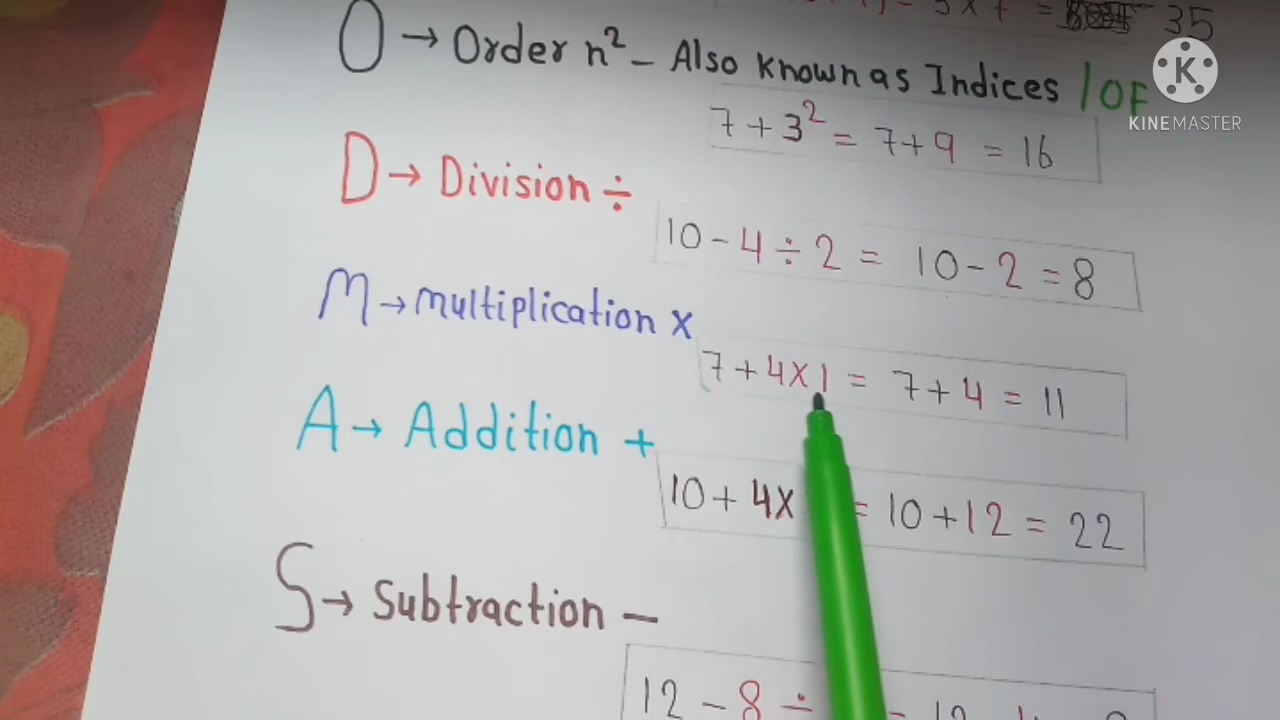 = 35
O → Order n² – Also known as Indices / OF
7 + 3² = 7 + 9 = 16
D → Division ÷
10 - 4 ÷ 2 = 10 - 2 = 8
M → multiplication ×
7 + 4 × 1 = 7 + 4 = 11
A → Addition +
10 + 4 × = 10 + 12 = 22
S → Subtraction –
12 - 8 ÷
K
KINEMASTER